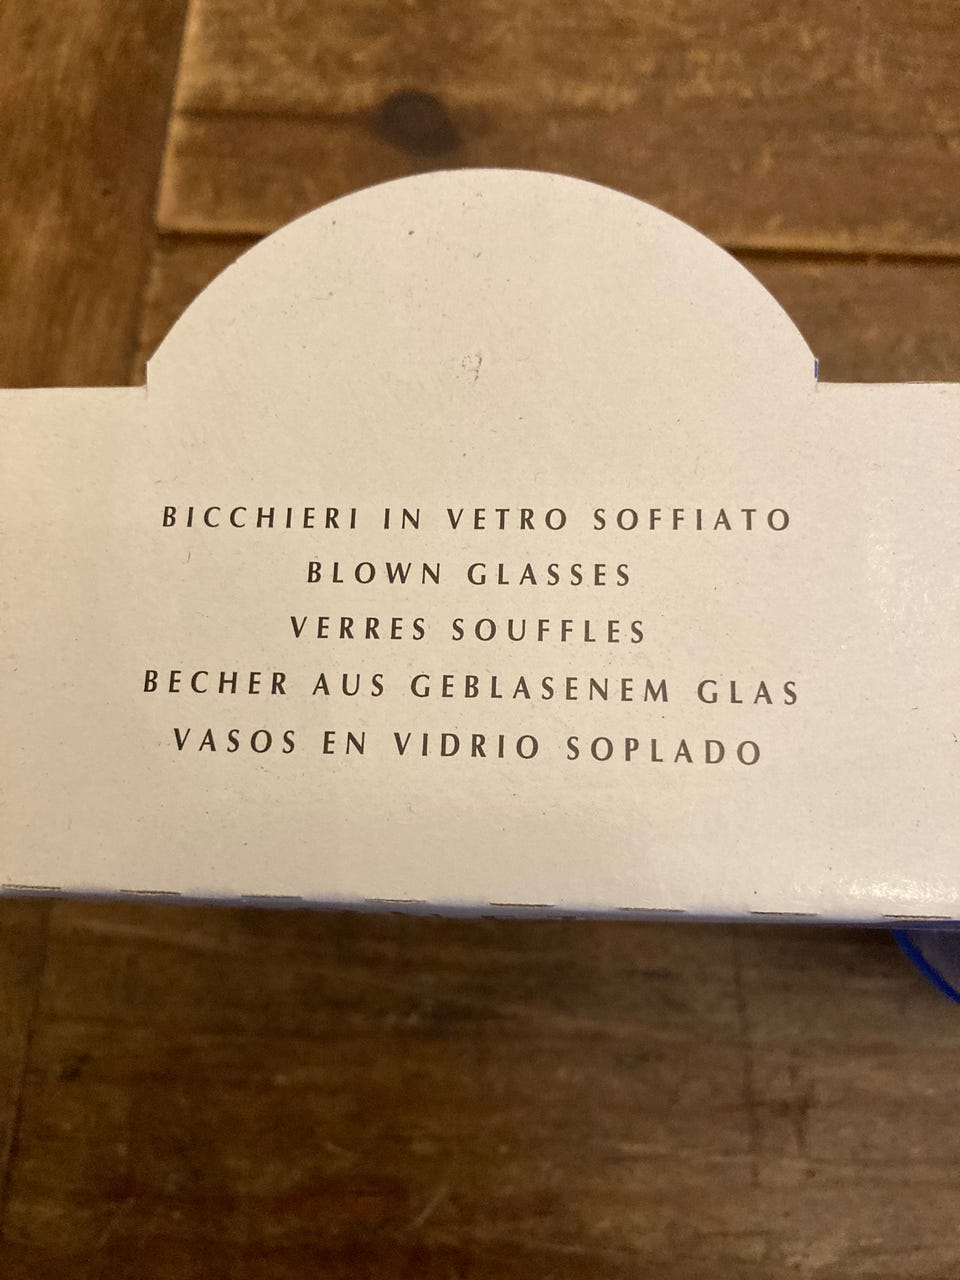 BICCHIERI IN VETRO SOFFIATO
BLOWN GLASSES
VERRES SOUFFLES
BECHER AUS GEBLASENEM GLAS
VASOS EN VIDRIO SOPLADO